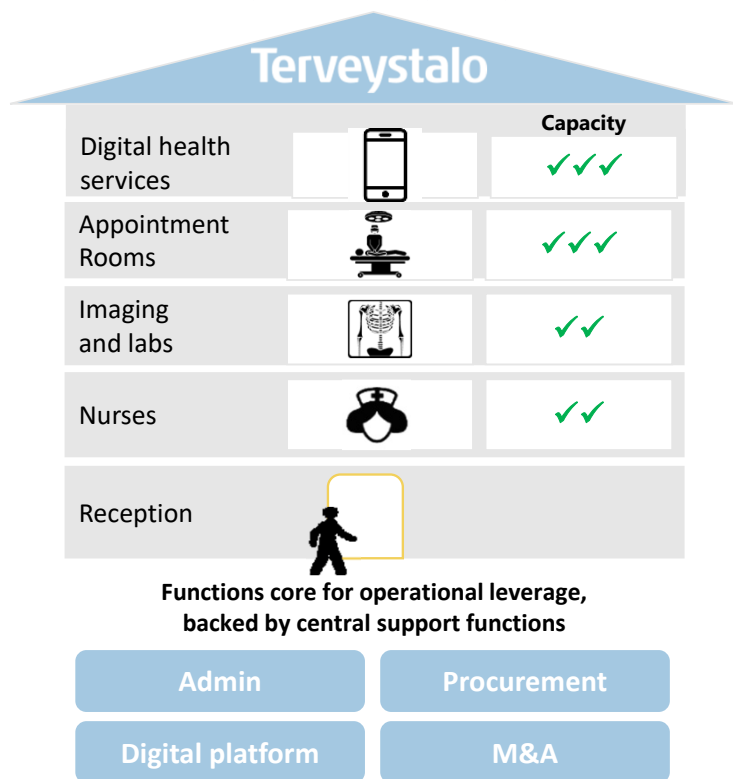 Terveystalo
Capacity
Digital health
services
✓✓✓
Appointment
Rooms
✓✓✓
Imaging
and labs
✓✓
Nurses
✓✓
Reception
Functions core for operational leverage,
backed by central support functions
Admin
Procurement
Digital platform
M&A